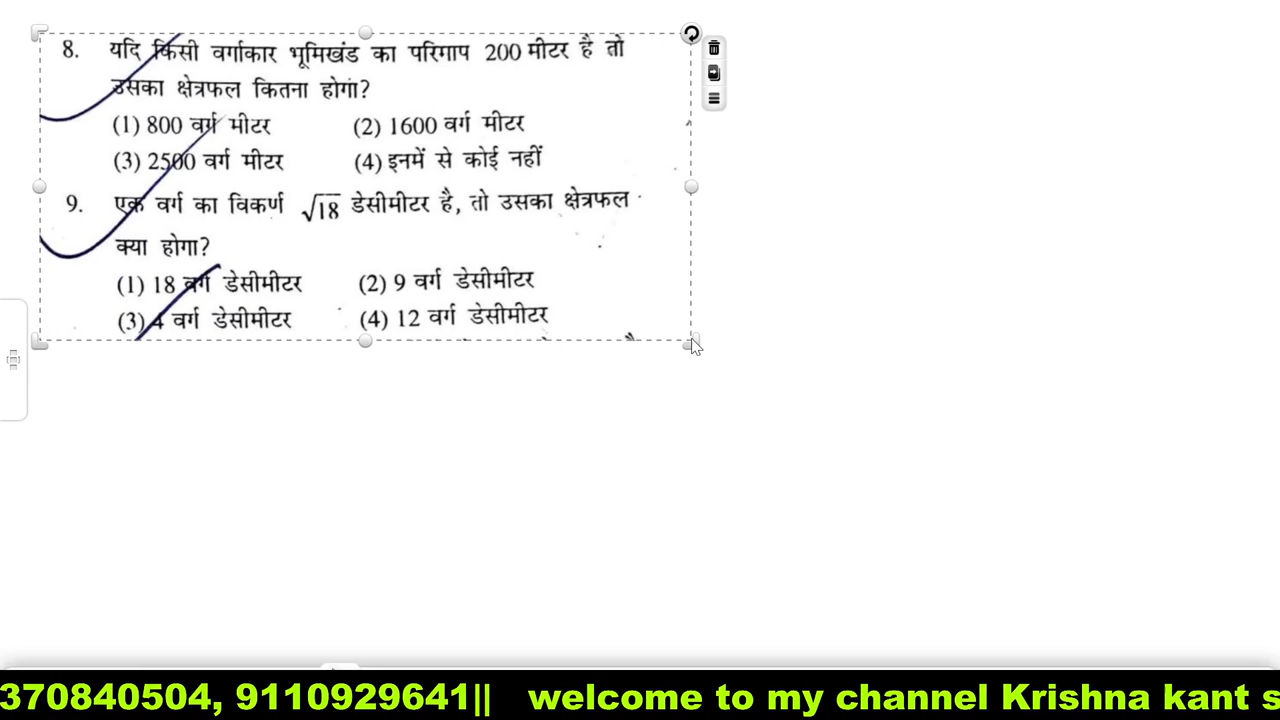 8. यदि किसी वर्गाकार भूमिखंड का परिमाप 200 मीटर है तो
उसका क्षेत्रफल कितना होगा?
(1) 800 वर्ग मीटर (2) 1600 वर्ग मीटर
(3) 2500 वर्ग मीटर (4) इनमें से कोई नहीं
9. एक वर्ग का विकर्ण √18 डेसीमीटर है, तो उसका क्षेत्रफल
क्या होगा?
(1) 18 वर्ग डेसीमीटर (2) 9 वर्ग डेसीमीटर
(3) 4 वर्ग डेसीमीटर (4) 12 वर्ग डेसीमीटर
370840504, 9110929641|| welcome to my channel Krishna kant s